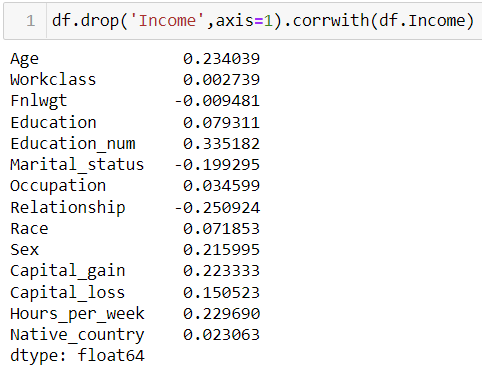 1 df.drop('Income',axis=1).corrwith(df.Income)
Age 0.234039
Workclass 0.002739
Fnlwgt -0.009481
Education 0.079311
Education_num 0.335182
Marital_status -0.199295
Occupation 0.034599
Relationship -0.250924
Race 0.071853
Sex 0.215995
Capital_gain 0.223333
Capital_loss 0.150523
Hours_per_week 0.229690
Native_country 0.023063
dtype: float64